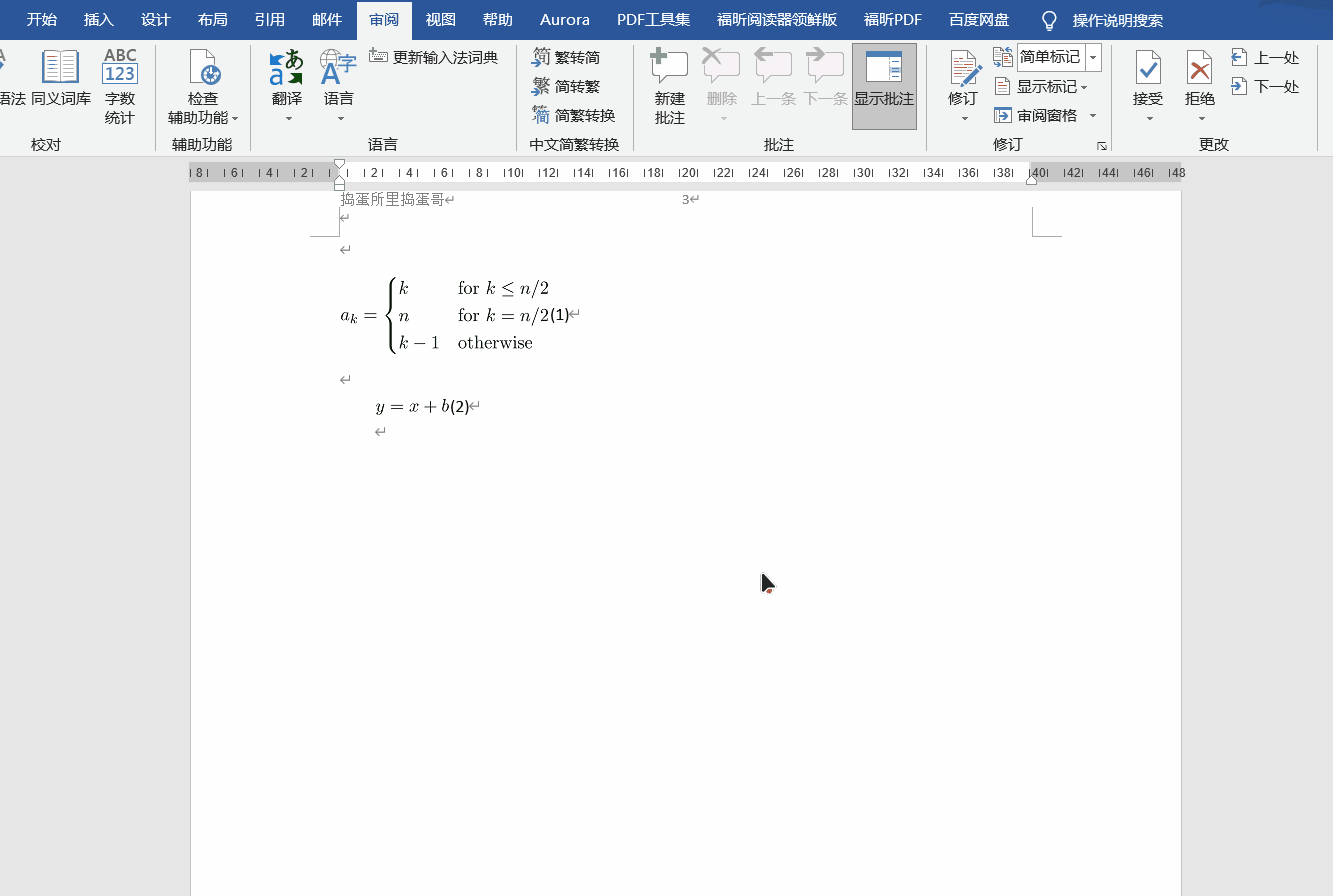 开始 插入 设计 布局 引用 邮件 审阅 视图 帮助 Aurora PDF工具集 福昕阅读器领鲜版 福昕PDF 百度网盘 操作说明搜索
ABC 简 繁转简 简单标记 上一处
123 更新输入法词典
语法 同义词库 字数 检查 翻译 语言 繁 简转繁 新建 删除 上一条 下一条 显示批注 修订 显示标记 接受 拒绝 下一处
统计 辅助功能 简 简繁转换 批注 审阅窗格
校对 辅助功能 语言 中文简繁转换 批注 修订 更改
8 6 4 2 2 4 6 8 10 12 14 16 18 20 22 24 26 28 30 32 34 36 38 40 42 44 46 48
捣蛋所里捣蛋哥 3
k for k ≤ n/2
a_k = { n for k = n/2(1)
k − 1 otherwise
y = x + b(2)